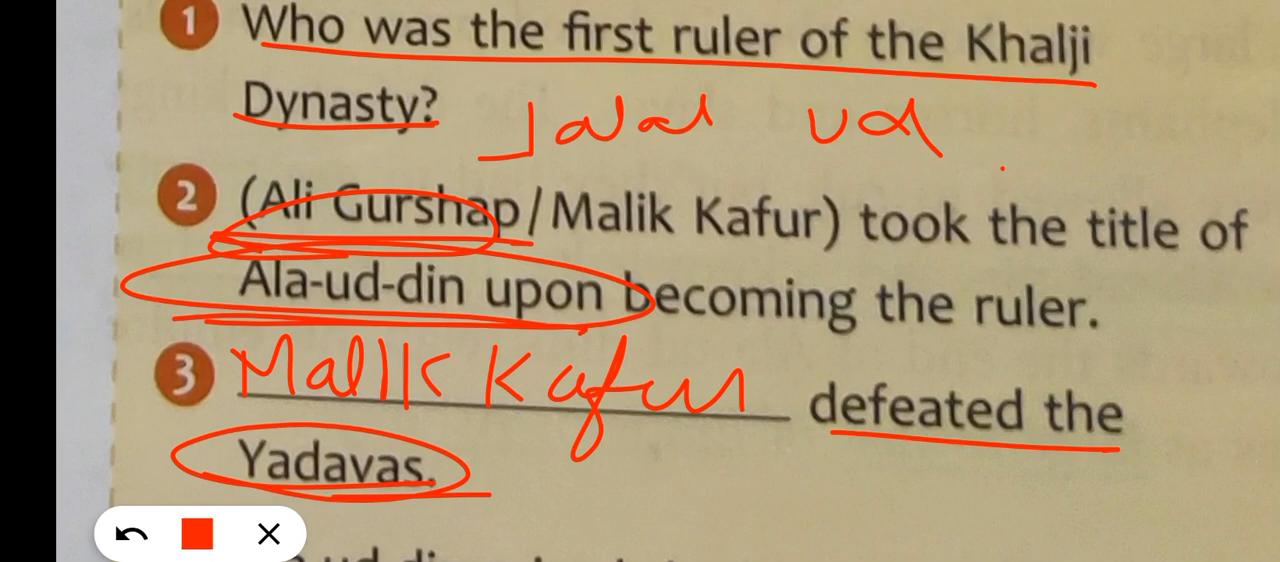 1 Who was the first ruler of the Khalji
Dynasty? Jalal ud
2 (Ali Gurshap/Malik Kafur) took the title of
Ala-ud-din upon becoming the ruler.
3 Malik Kafur defeated the
Yadavas.